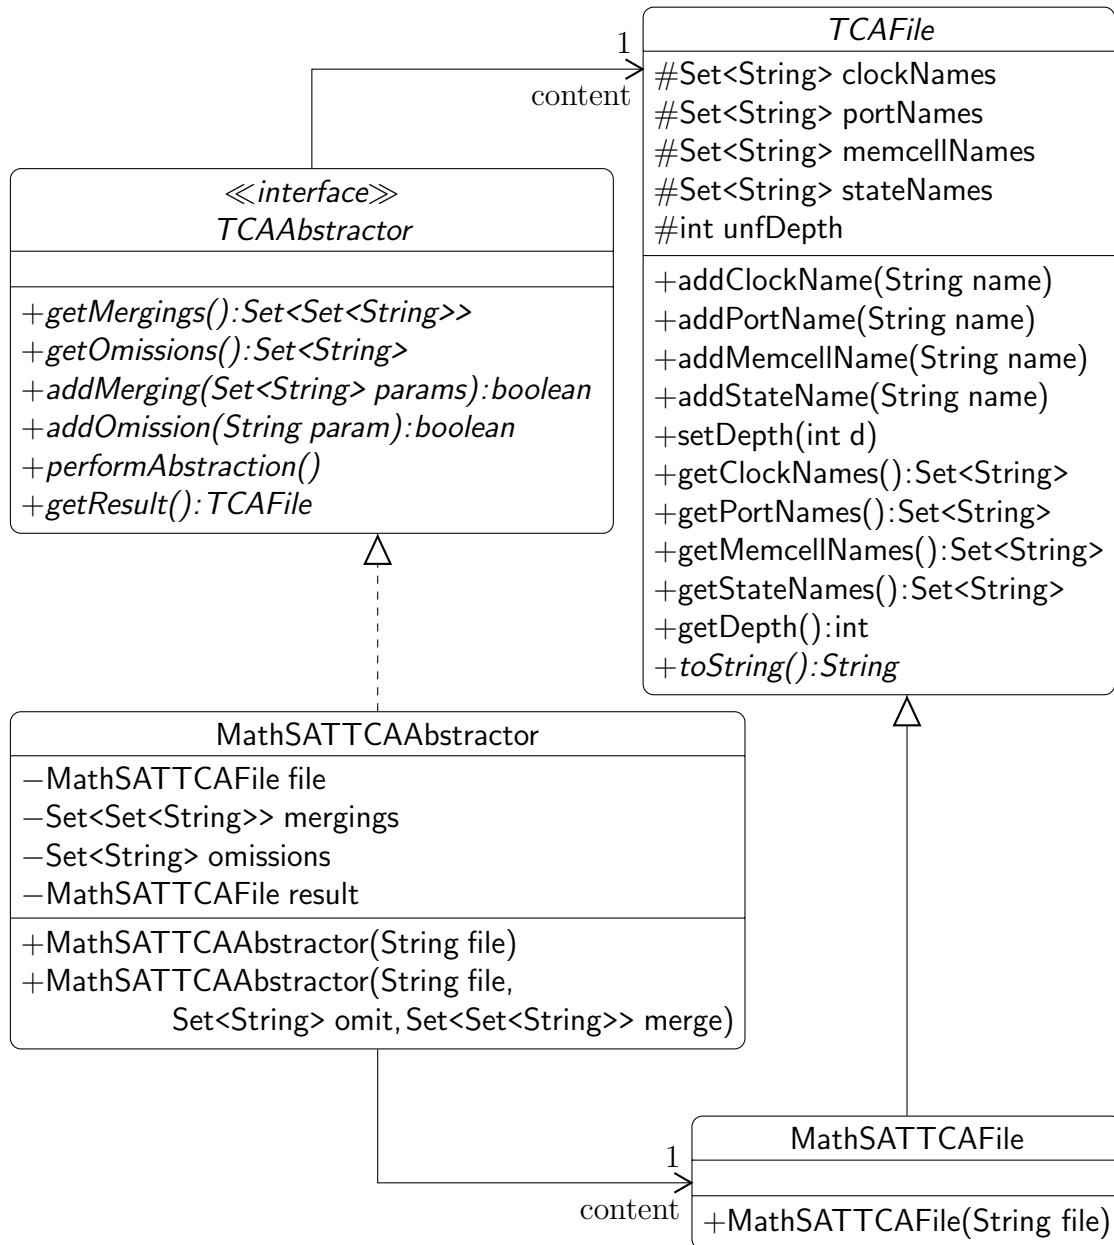 1
content
TCAFile
#Set<String> clockNames
#Set<String> portNames
#Set<String> memcellNames
#Set<String> stateNames
#int unfDepth
+addClockName(String name)
+addPortName(String name)
+addMemcellName(String name)
+addStateName(String name)
+setDepth(int d)
+getClockNames():Set<String>
+getPortNames():Set<String>
+getMemcellNames():Set<String>
+getStateNames():Set<String>
+getDepth():int
+toString():String
≪interface≫
TCAAbstractor
+getMergings():Set<Set<String>>
+getOmissions():Set<String>
+addMerging(Set<String> params):boolean
+addOmission(String param):boolean
+performAbstraction()
+getResult():TCAFile
MathSATTCAAbstractor
−MathSATTCAFile file
−Set<Set<String>> mergings
−Set<String> omissions
−MathSATTCAFile result
+MathSATTCAAbstractor(String file)
+MathSATTCAAbstractor(String file,
Set<String> omit,Set<Set<String>> merge)
1
content
MathSATTCAFile
+MathSATTCAFile(String file)